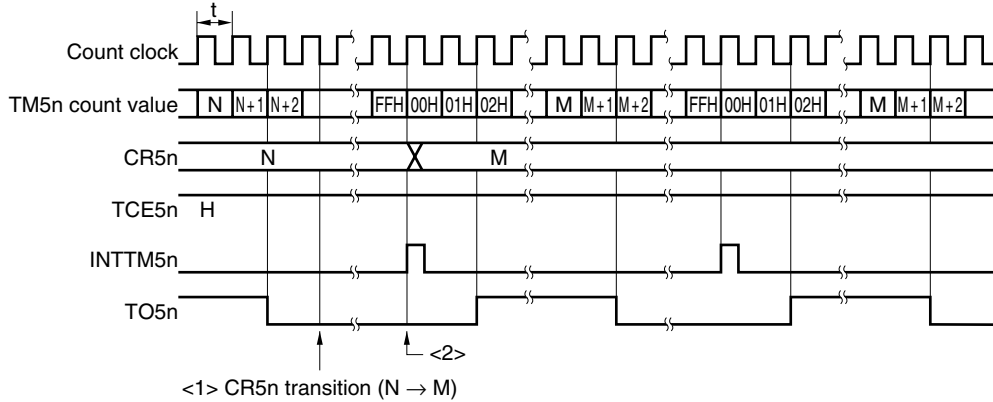 t
Count clock
TM5n count value N N+1 N+2 FFH 00H 01H 02H M M+1 M+2 FFH 00H 01H 02H M M+1 M+2
CR5n N M
TCE5n H
INTTM5n
TO5n
<2>
<1> CR5n transition (N → M)